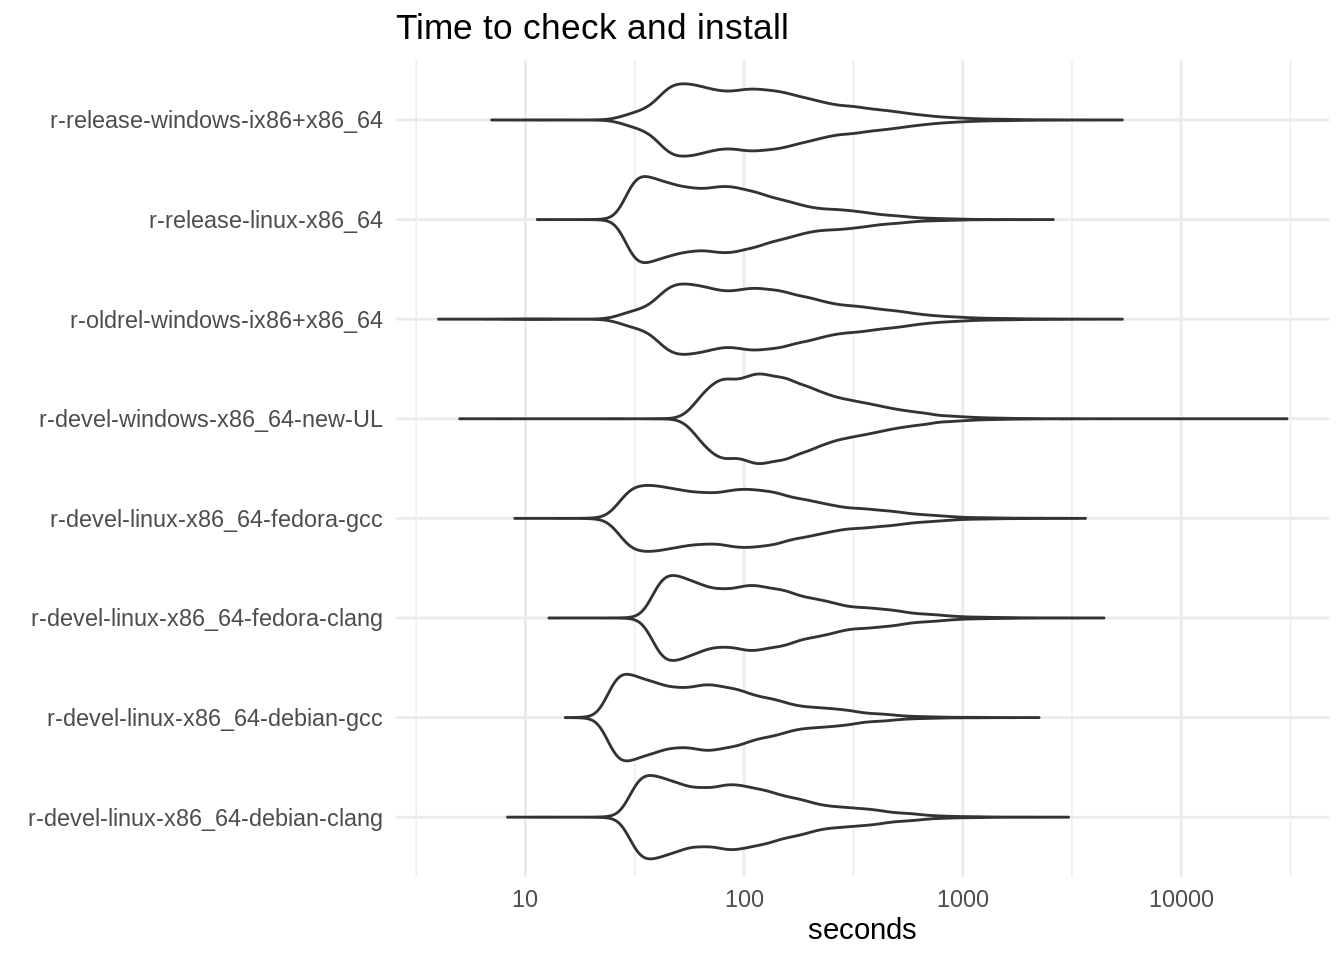 Time to check and install
r-release-windows-ix86+x86_64
r-release-linux-x86_64
r-oldrel-windows-ix86+x86_64
r-devel-windows-x86_64-new-UL
r-devel-linux-x86_64-fedora-gcc
r-devel-linux-x86_64-fedora-clang
r-devel-linux-x86_64-debian-gcc
r-devel-linux-x86_64-debian-clang
10 100 1000 10000
seconds